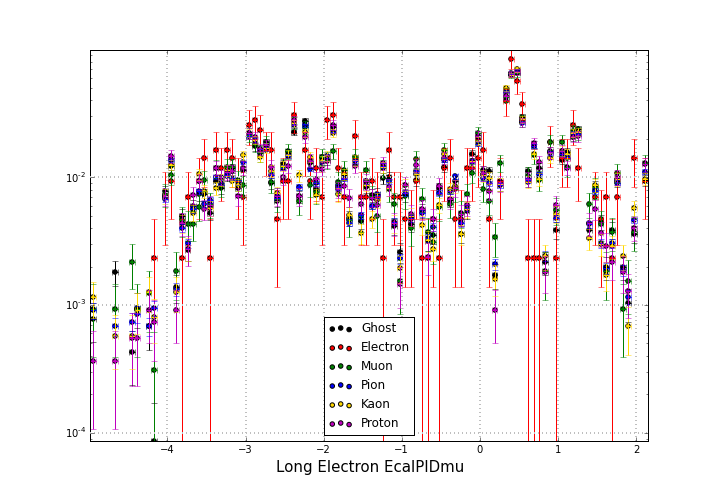 10⁻²
10⁻³
10⁻⁴
Ghost
Electron
Muon
Pion
Kaon
Proton
−4 −3 −2 −1 0 1 2
Long Electron EcalPIDmu